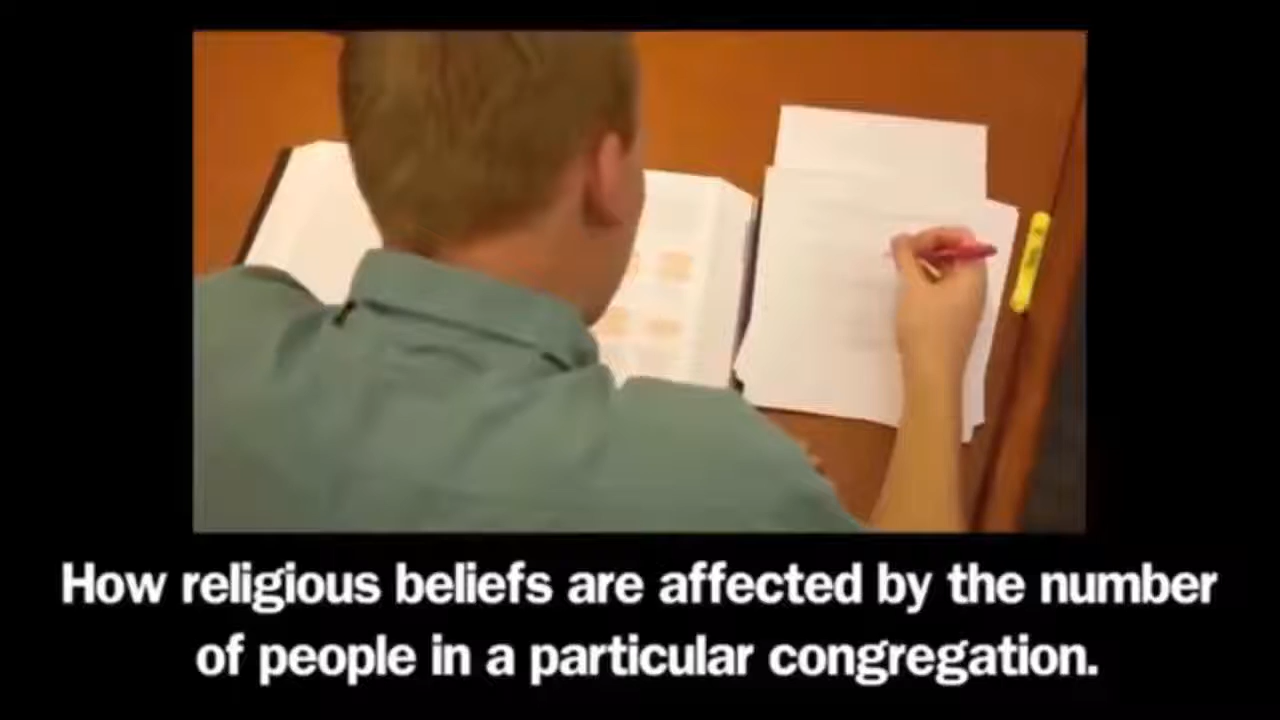 How religious beliefs are affected by the number
of people in a particular congregation.